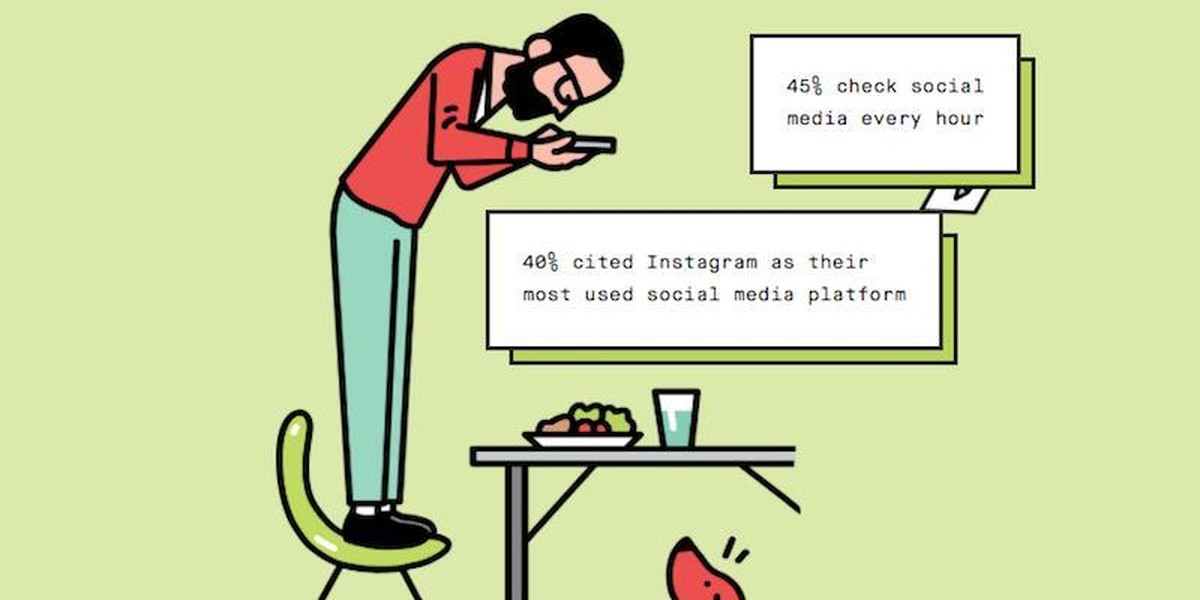 45% check social
media every hour
40% cited Instagram as their
most used social media platform